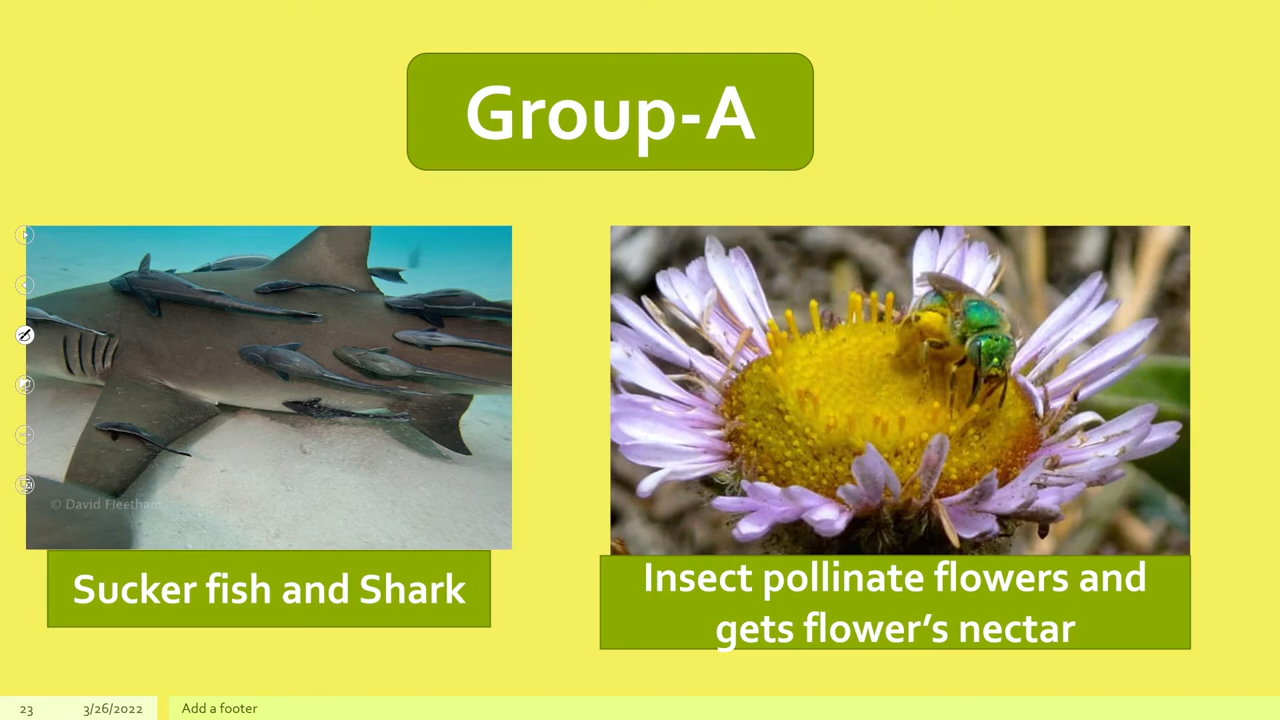 Group-A
© David Fleetham
Sucker fish and Shark
Insect pollinate flowers and
gets flower's nectar
23
3/26/2022
Add a footer